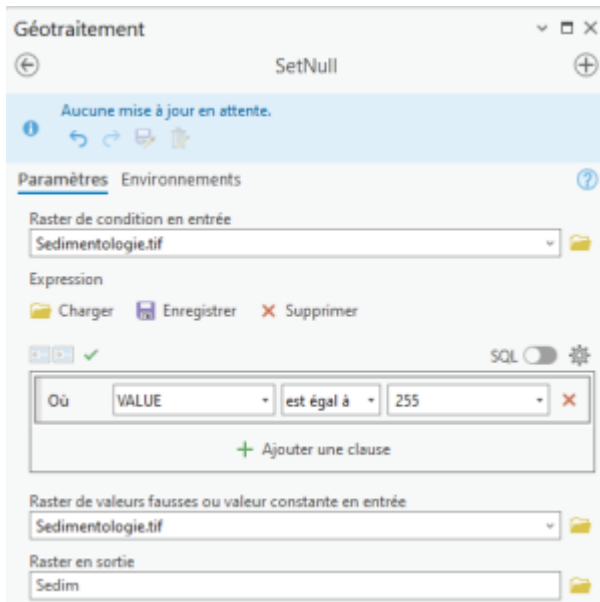 Géotraitement
SetNull
Aucune mise à jour en attente.
Paramètres Environnements
Raster de condition en entrée
Sedimentologie.tif
Expression
Charger Enregistrer Supprimer
SQL
Où VALUE est égal à 255
Ajouter une clause
Raster de valeurs fausses ou valeur constante en entrée
Sedimentologie.tif
Raster en sortie
Sedim